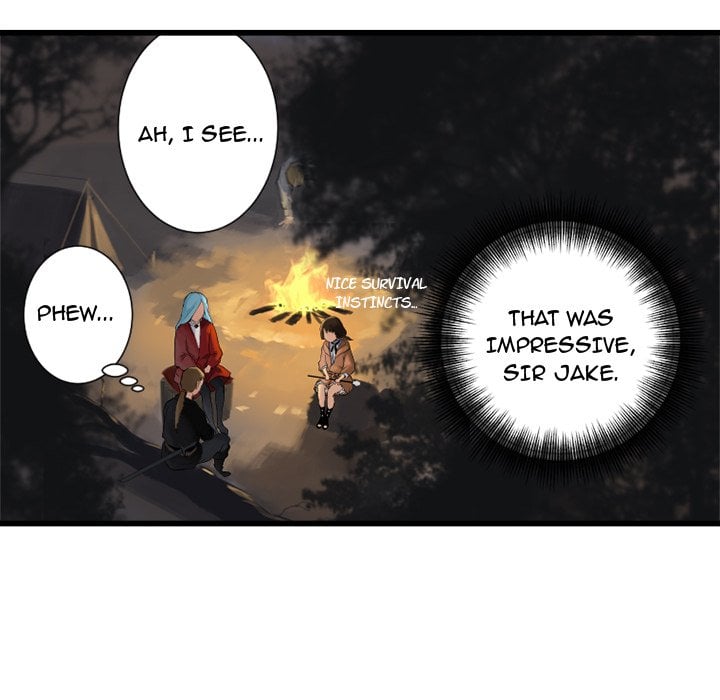 AH, I SEE...
PHEW...
NICE SURVIVAL
INSTINCTS...
THAT WAS
IMPRESSIVE,
SIR JAKE.